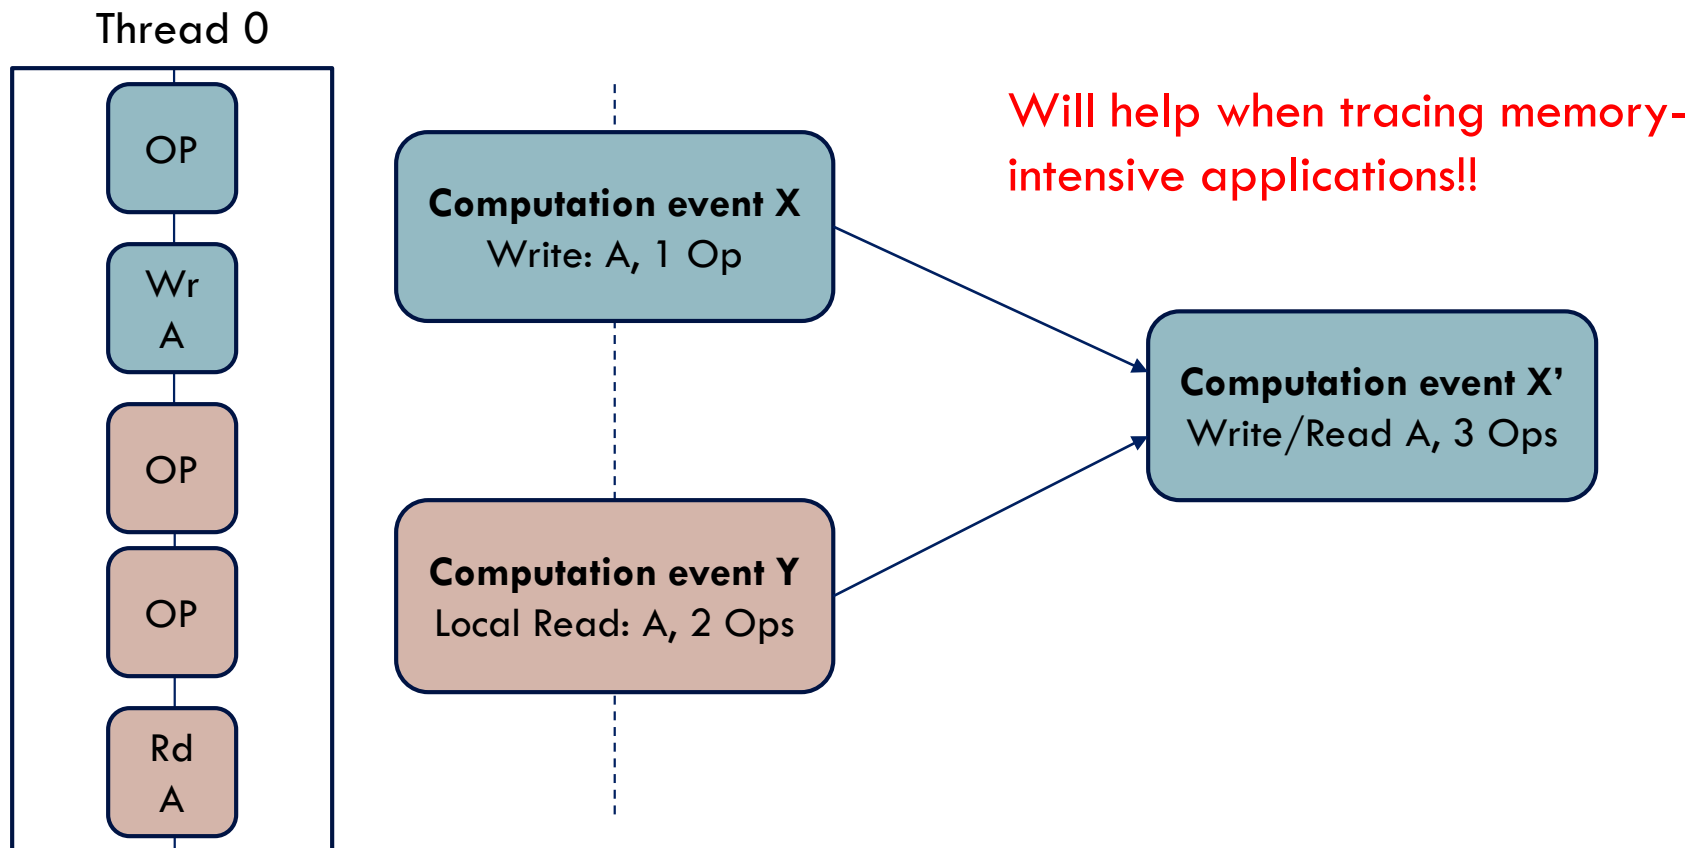 Thread 0
OP
Wr
A
OP
OP
Rd
A
Computation event X
Write: A, 1 Op
Computation event Y
Local Read: A, 2 Ops
Will help when tracing memory-
intensive applications!!
Computation event X’
Write/Read A, 3 Ops